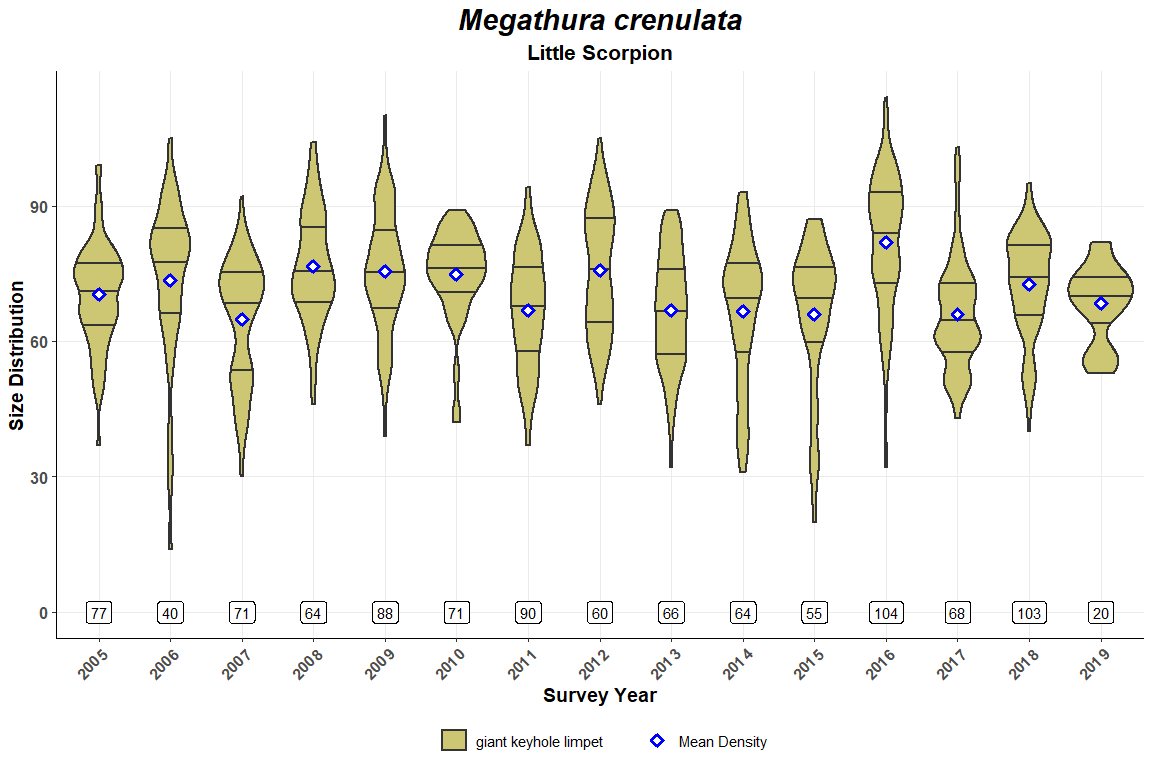 Megathura crenulata
Little Scorpion
Size Distribution
90
60
30
0
77 40 71 64 88 71 90 60 66 64 55 104 68 103 20
2005 2006 2007 2008 2009 2010 2011 2012 2013 2014 2015 2016 2017 2018 2019
Survey Year
giant keyhole limpet Mean Density